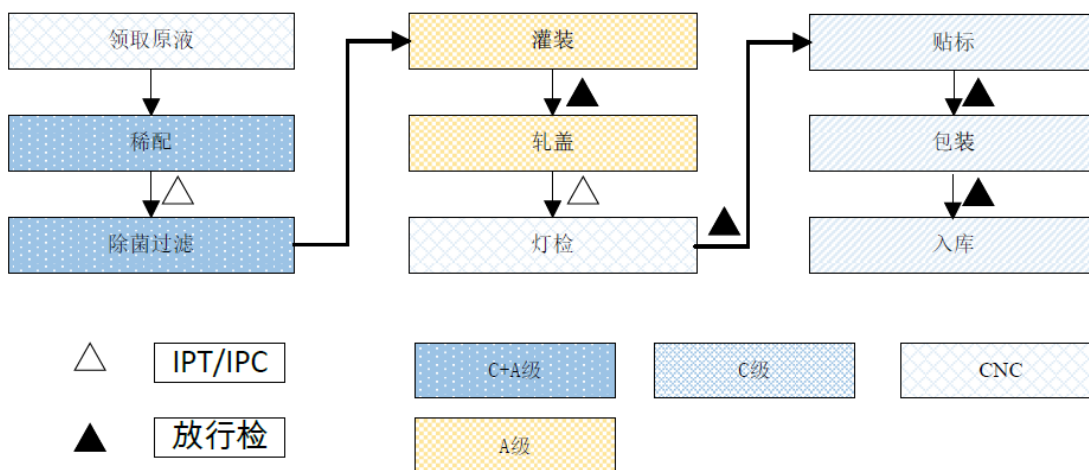 领取原液
灌装
贴标
稀配
轧盖
包装
除菌过滤
灯检
入库
IPT/IPC
C+A级
C级
CNC
放行检
A级